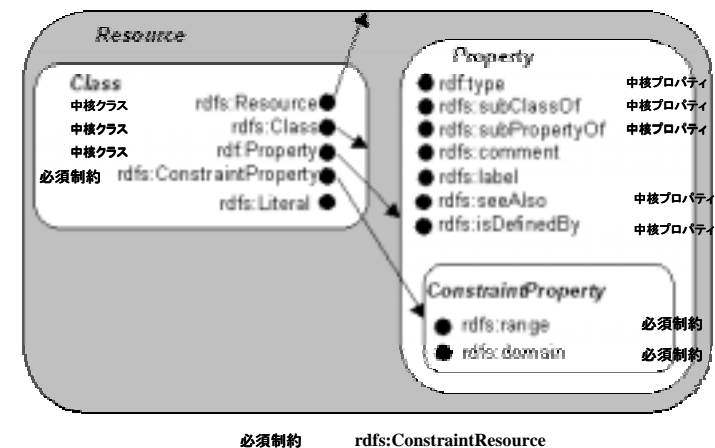 Resource
Class
中核クラス rdfs:Resource
中核クラス rdfs:Class
中核クラス rdf:Property
必須制約 rdfs:ConstraintProperty
rdfs:Literal
Property
rdf:type 中核プロパティ
rdfs:subClassOf 中核プロパティ
rdfs:subPropertyOf 中核プロパティ
rdfs:comment
rdfs:label
rdfs:seeAlso 中核プロパティ
rdfs:isDefinedBy 中核プロパティ
ConstraintProperty
rdfs:range 必須制約
rdfs:domain 必須制約
必須制約 rdfs:ConstraintResource